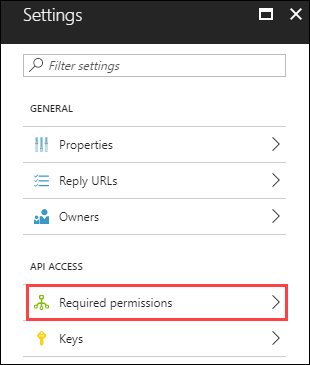 Settings
Filter settings
GENERAL
Properties
Reply URLs
Owners
API ACCESS
Required permissions
Keys